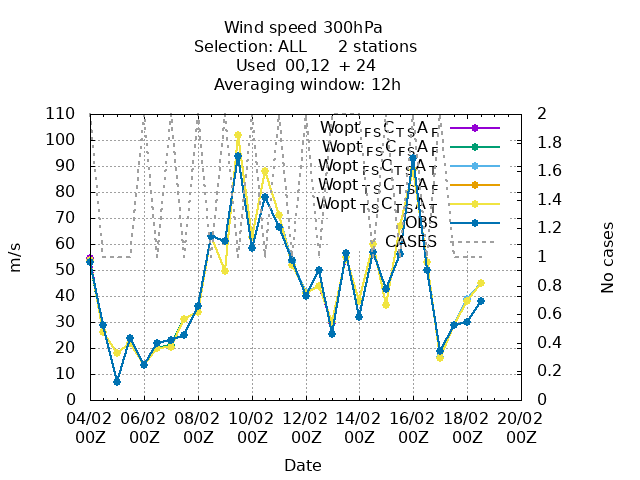 Wind speed 300hPa
Selection: ALL 2 stations
Used 00,12 + 24
Averaging window: 12h
110 2
100 1.8
90 1.6
80 1.4
70 1.2
60 1
50 0.8
40 0.6
30 0.4
20 0.2
10 0
0
m/s
No cases
Wopt FS C TS A F
Wopt FS C FS A F
Wopt FS C TS A T
Wopt TS C TS A F
Wopt TS C TS A T
OBS
CASES
04/02 06/02 08/02 10/02 12/02 14/02 16/02 18/02 20/02
00Z 00Z 00Z 00Z 00Z 00Z 00Z 00Z 00Z
Date